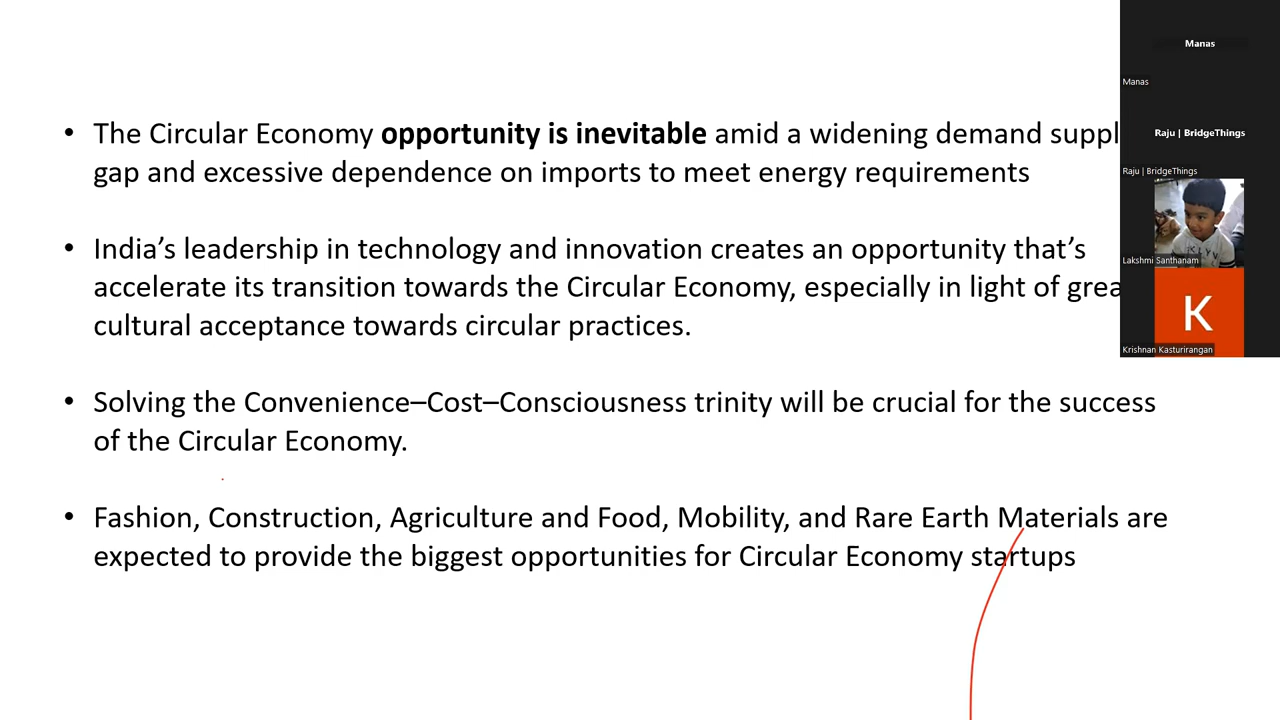 • The Circular Economy opportunity is inevitable amid a widening demand suppl
gap and excessive dependence on imports to meet energy requirements
• India’s leadership in technology and innovation creates an opportunity that’s
accelerate its transition towards the Circular Economy, especially in light of grea
cultural acceptance towards circular practices.
• Solving the Convenience–Cost–Consciousness trinity will be crucial for the success
of the Circular Economy.
• Fashion, Construction, Agriculture and Food, Mobility, and Rare Earth Materials are
expected to provide the biggest opportunities for Circular Economy startups
Manas
Manas
Raju | BridgeThings
Raju | BridgeThings
Lakshmi Santhanam
K
Krishnan Kasturirangan